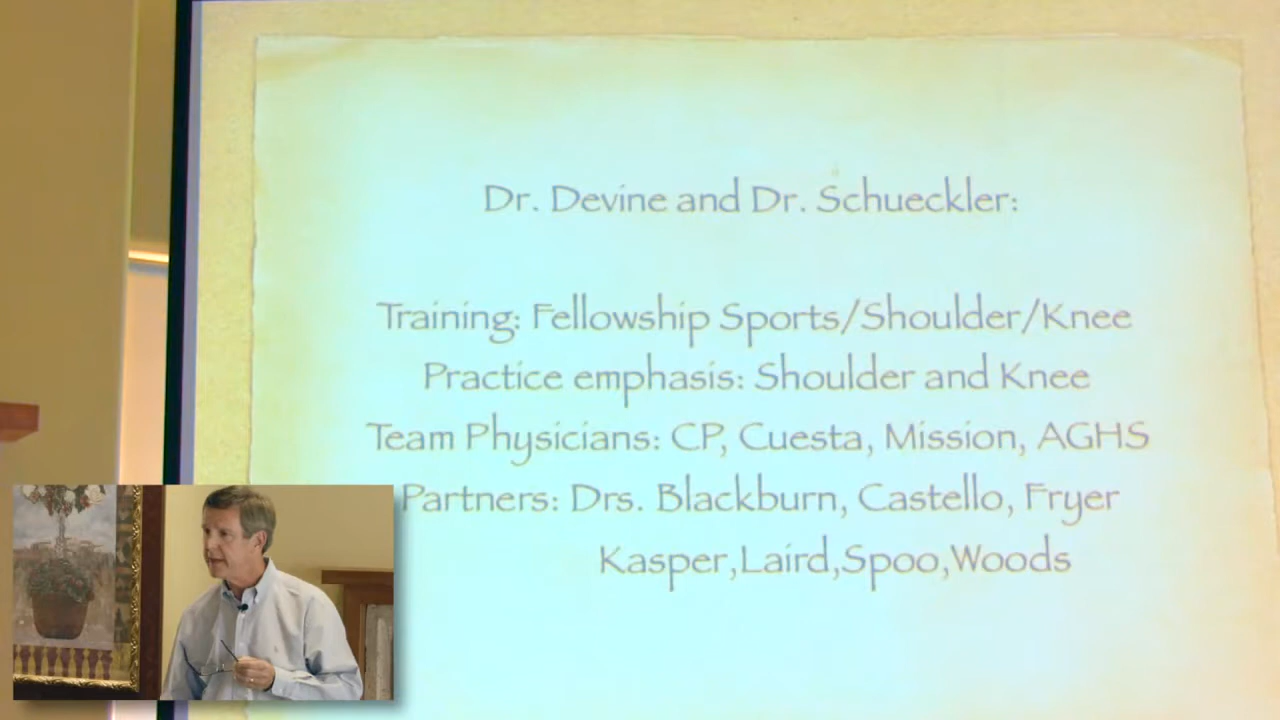 Dr. Devine and Dr. Schueckler:
Training: Fellowship Sports/Shoulder/Knee
Practice emphasis: Shoulder and Knee
Team Physicians: CP, Cuesta, Mission, AGHS
Partners: Drs. Blackburn, Castello, Fryer
Kasper,Laird,Spoo,Woods